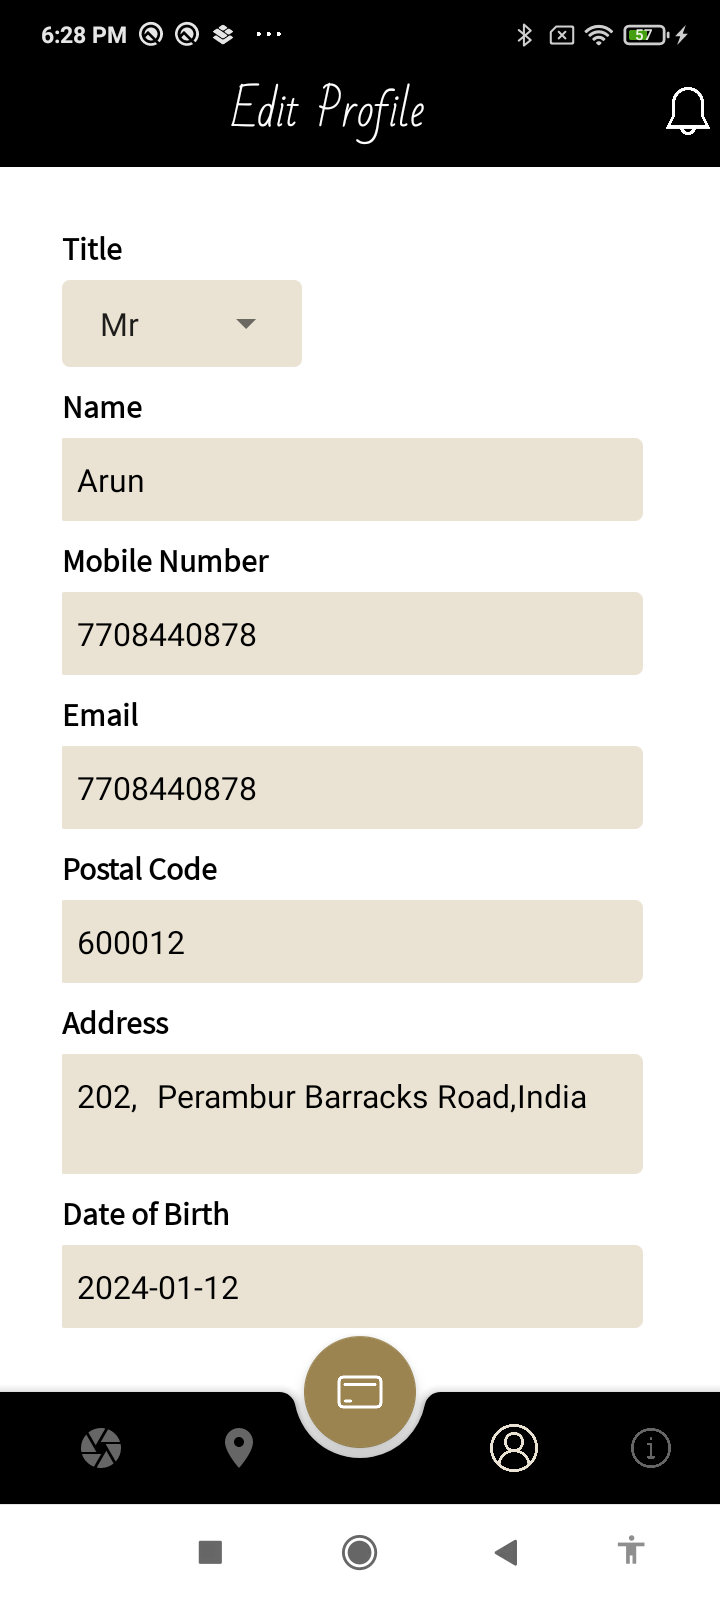 6:28 PM
57
Edit Profile
Title
Mr
Name
Arun
Mobile Number
7708440878
Email
7708440878
Postal Code
600012
Address
202,  Perambur Barracks Road,India
Date of Birth
2024-01-12